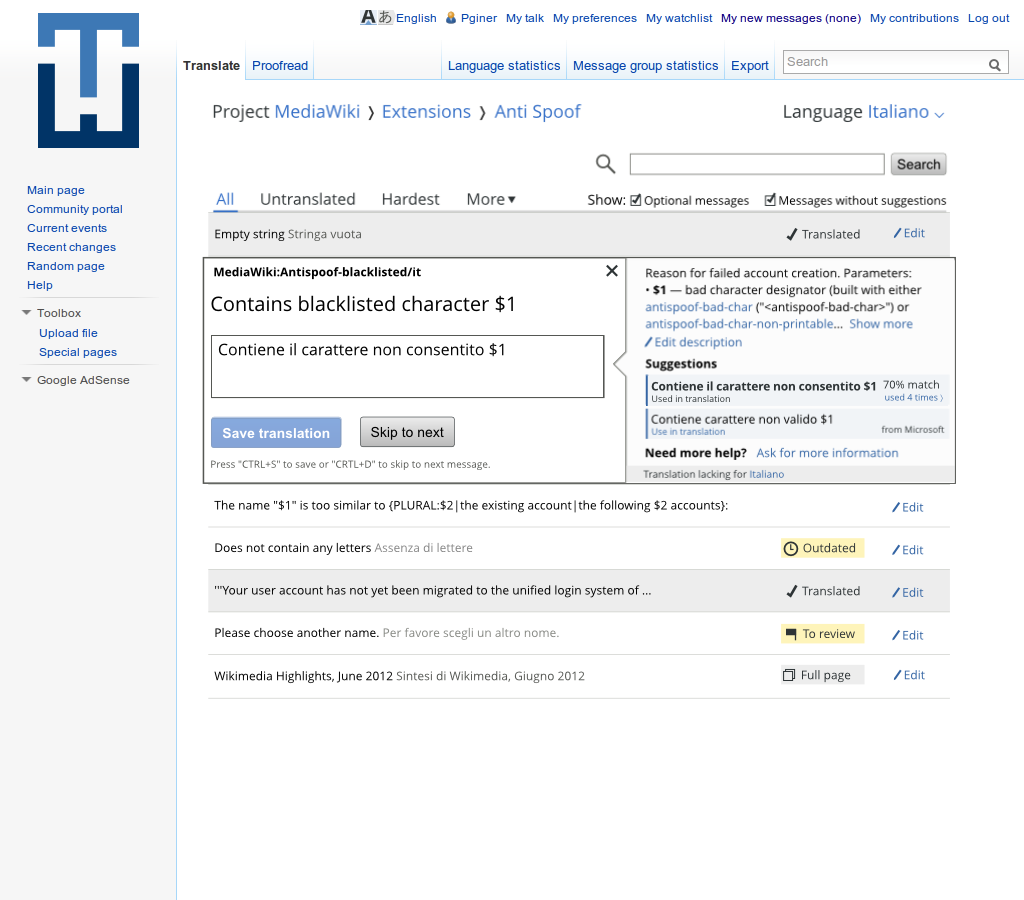 Aあ English Pginer My talk My preferences My watchlist My new messages (none) My contributions Log out
Translate Proofread Language statistics Message group statistics Export Search
Project MediaWiki ❭ Extensions ❭ Anti Spoof Language Italiano
Search
All Untranslated Hardest More ▾ Show: Optional messages Messages without suggestions
Main page
Community portal
Current events
Recent changes
Random page
Help
Toolbox
Upload file
Special pages
Google AdSense
Empty string Stringa vuota Translated Edit
MediaWiki:Antispoof-blacklisted/it
Contains blacklisted character $1
Contiene il carattere non consentito $1
Save translation Skip to next
Press "CTRL+S" to save or "CRTL+D" to skip to next message.
Reason for failed account creation. Parameters:
• $1 — bad character designator (built with either
antispoof-bad-char ("<antispoof-bad-char>") or
antispoof-bad-char-non-printable... Show more
Edit description
Suggestions
Contiene il carattere non consentito $1 70% match
Used in translation used 4 times ⟩
Contiene carattere non valido $1
Use in translation from Microsoft
Need more help? Ask for more information
Translation lacking for Italiano
The name "$1" is too similar to {PLURAL:$2|the existing account|the following $2 accounts}: Edit
Does not contain any letters Assenza di lettere Outdated Edit
'''Your user account has not yet been migrated to the unified login system of ... Translated Edit
Please choose another name. Per favore scegli un altro nome. To review Edit
Wikimedia Highlights, June 2012 Sintesi di Wikimedia, Giugno 2012 Full page Edit